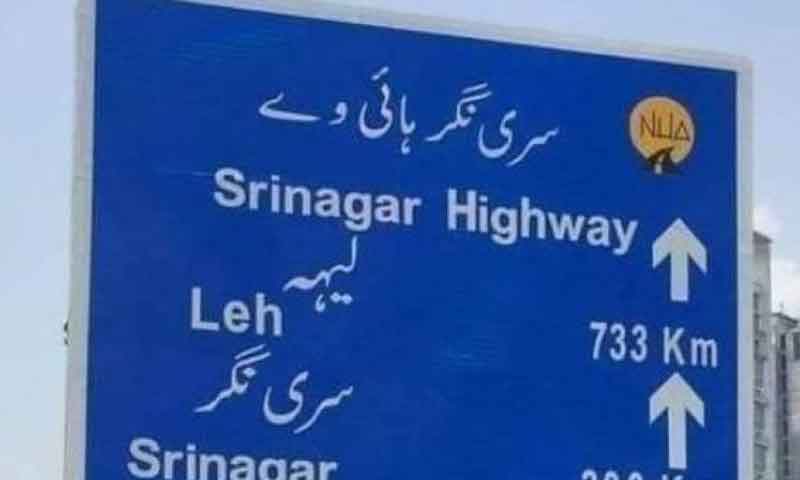 سری نگر ہائی وے
NHA
Srinagar Highway
لیہہ
Leh
733 Km
سری نگر
Srinagar